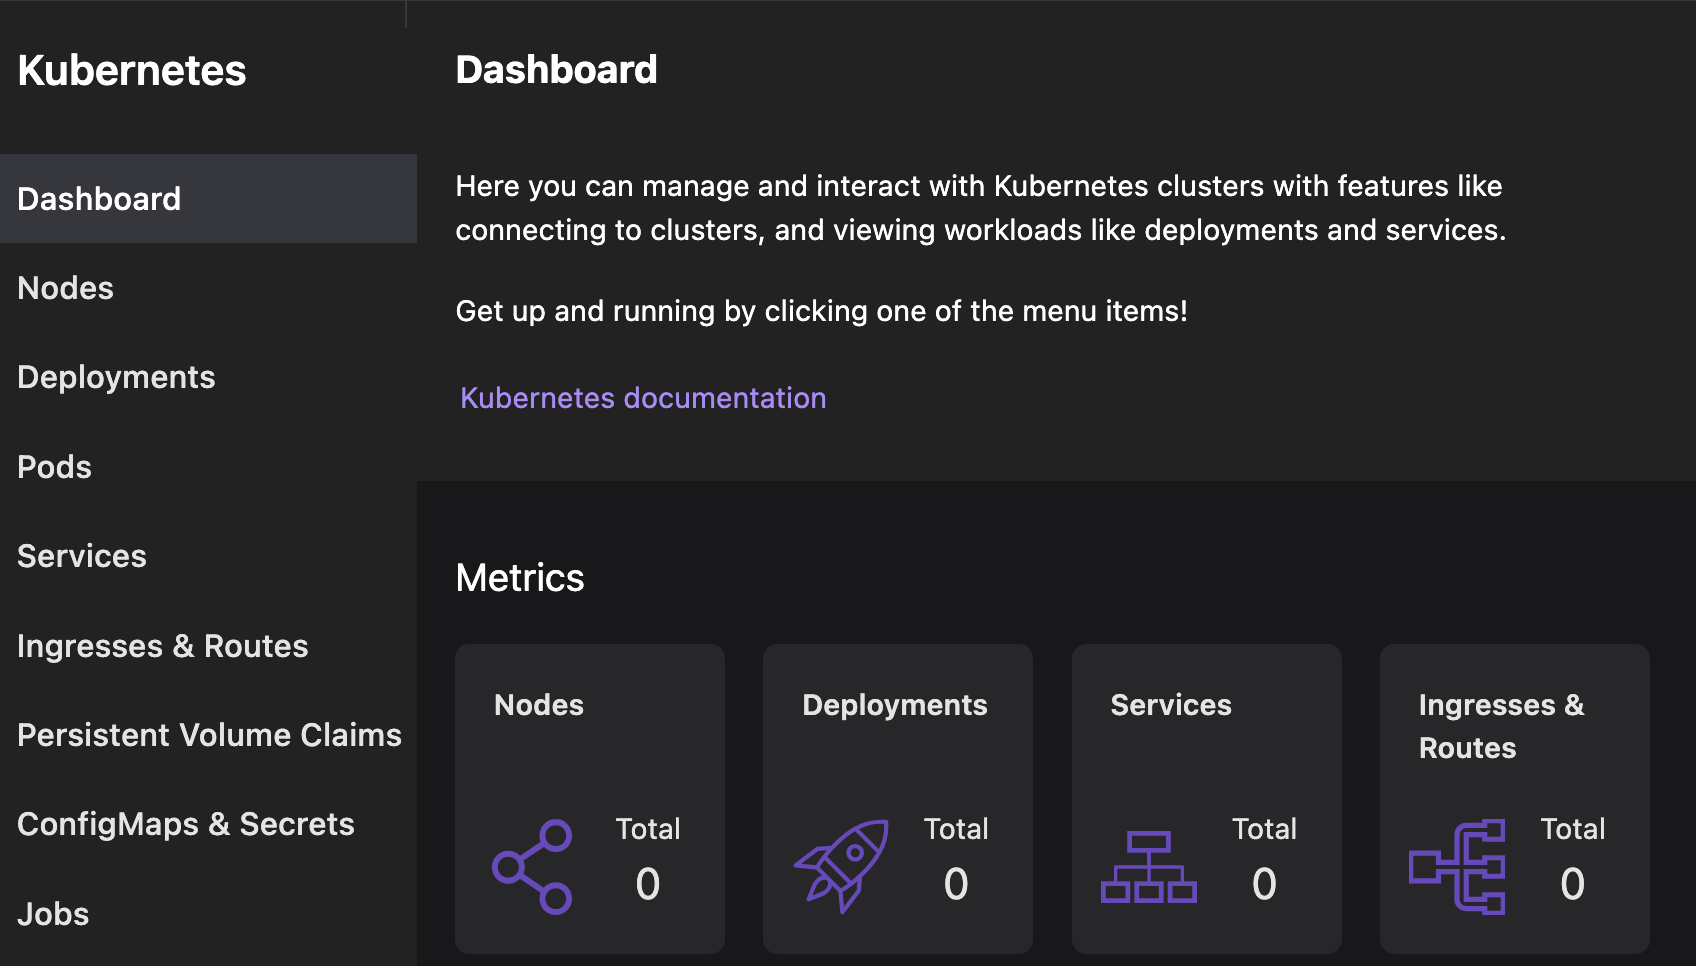 Kubernetes
Dashboard
Nodes
Deployments
Pods
Services
Ingresses & Routes
Persistent Volume Claims
ConfigMaps & Secrets
Jobs
Dashboard
Here you can manage and interact with Kubernetes clusters with features like
connecting to clusters, and viewing workloads like deployments and services.
Get up and running by clicking one of the menu items!
Kubernetes documentation
Metrics
Nodes
Total
0
Deployments
Total
0
Services
Total
0
Ingresses &
Routes
Total
0